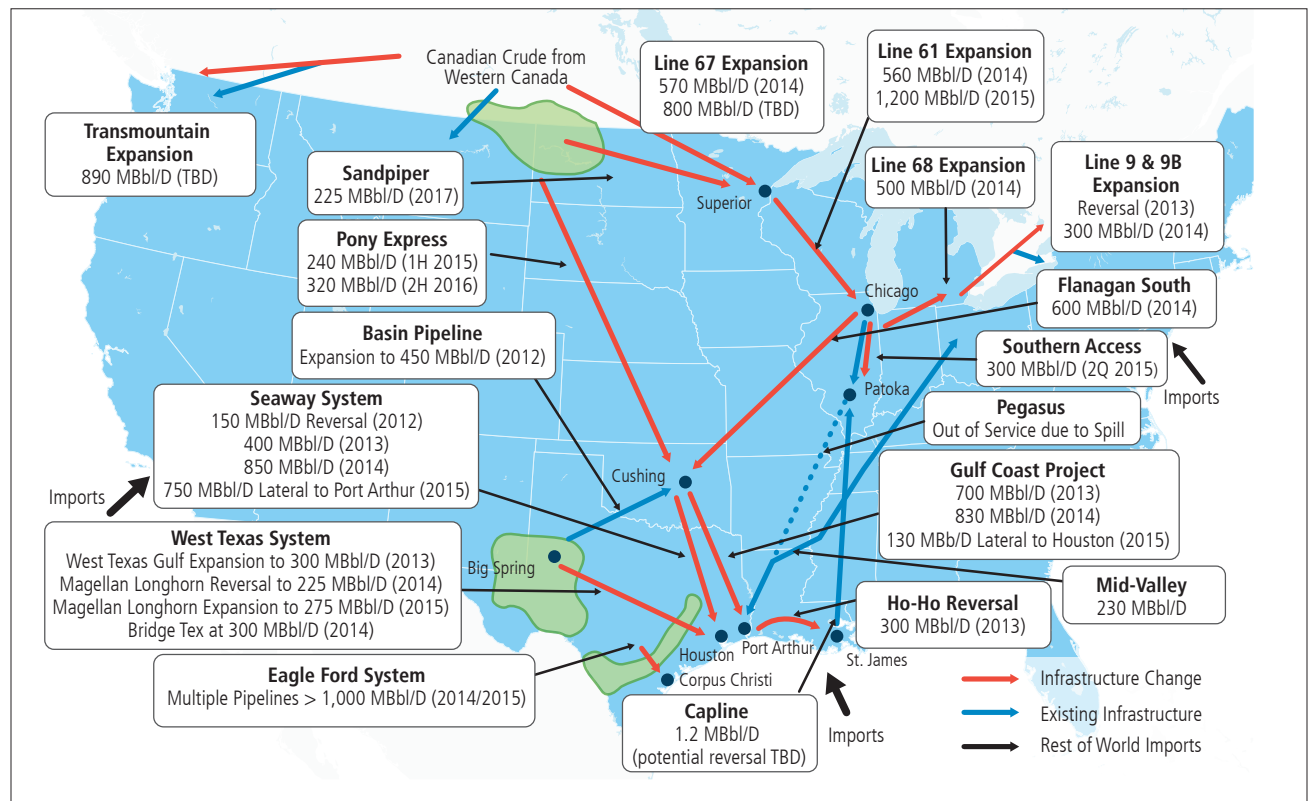 Canadian Crude from
Western Canada
Line 67 Expansion
570 MBbl/D (2014)
800 MBbl/D (TBD)
Line 61 Expansion
560 MBbl/D (2014)
1,200 MBbl/D (2015)
Transmountain
Expansion
890 MBbl/D (TBD)
Sandpiper
225 MBbl/D (2017)
Superior
Line 68 Expansion
500 MBbl/D (2014)
Line 9 & 9B
Expansion
Reversal (2013)
300 MBbl/D (2014)
Pony Express
240 MBbl/D (1H 2015)
320 MBbl/D (2H 2016)
Chicago
Flanagan South
600 MBbl/D (2014)
Basin Pipeline
Expansion to 450 MBbl/D (2012)
Southern Access
300 MBbl/D (2Q 2015)
Imports
Patoka
Seaway System
150 MBbl/D Reversal (2012)
400 MBbl/D (2013)
850 MBbl/D (2014)
750 MBbl/D Lateral to Port Arthur (2015)
Pegasus
Out of Service due to Spill
Cushing
Gulf Coast Project
700 MBbl/D (2013)
830 MBbl/D (2014)
130 MBb/D Lateral to Houston (2015)
Imports
West Texas System
West Texas Gulf Expansion to 300 MBbl/D (2013)
Magellan Longhorn Reversal to 225 MBbl/D (2014)
Magellan Longhorn Expansion to 275 MBbl/D (2015)
Bridge Tex at 300 MBbl/D (2014)
Big Spring
Mid-Valley
230 MBbl/D
Ho-Ho Reversal
300 MBbl/D (2013)
Houston
Port Arthur
St. James
Eagle Ford System
Multiple Pipelines > 1,000 MBbl/D (2014/2015)
Corpus Christi
Capline
1.2 MBbl/D
(potential reversal TBD)
Imports
Infrastructure Change
Existing Infrastructure
Rest of World Imports